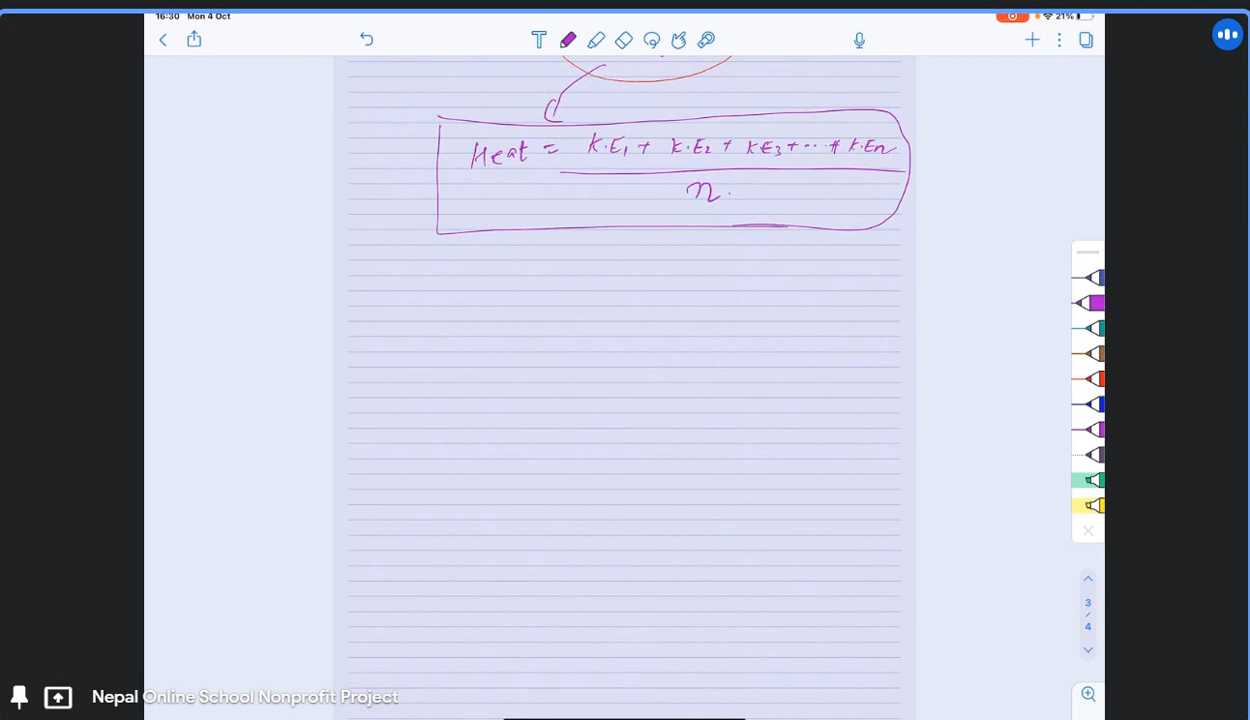 16:30 Mon 4 Oct
21%
T
Heat = K.E1 + K.E2 + KE3 + ... + K.En
n.
3
/
4
Nepal Online School Nonprofit Project